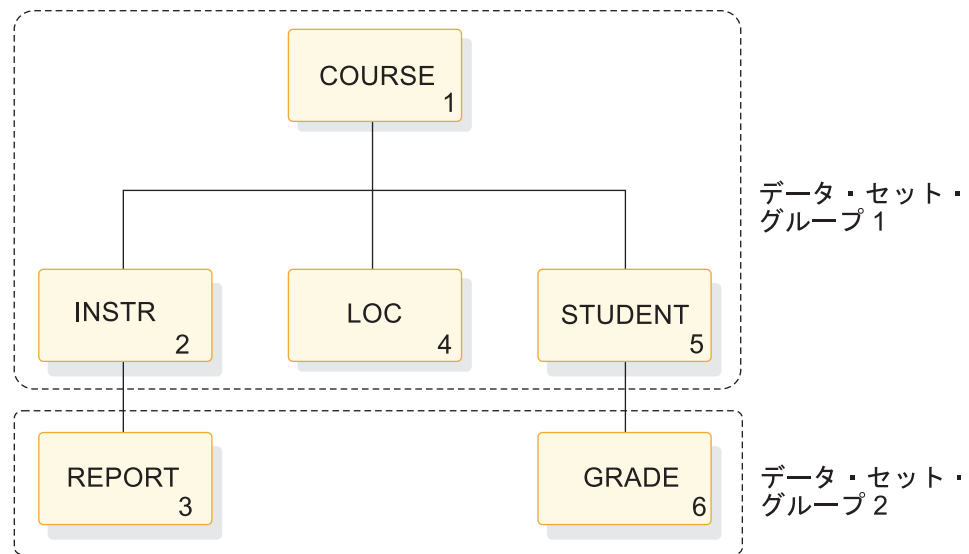 COURSE
1
データ・セット・
グループ 1
INSTR
2
LOC
4
STUDENT
5
REPORT
3
GRADE
6
データ・セット・
グループ 2